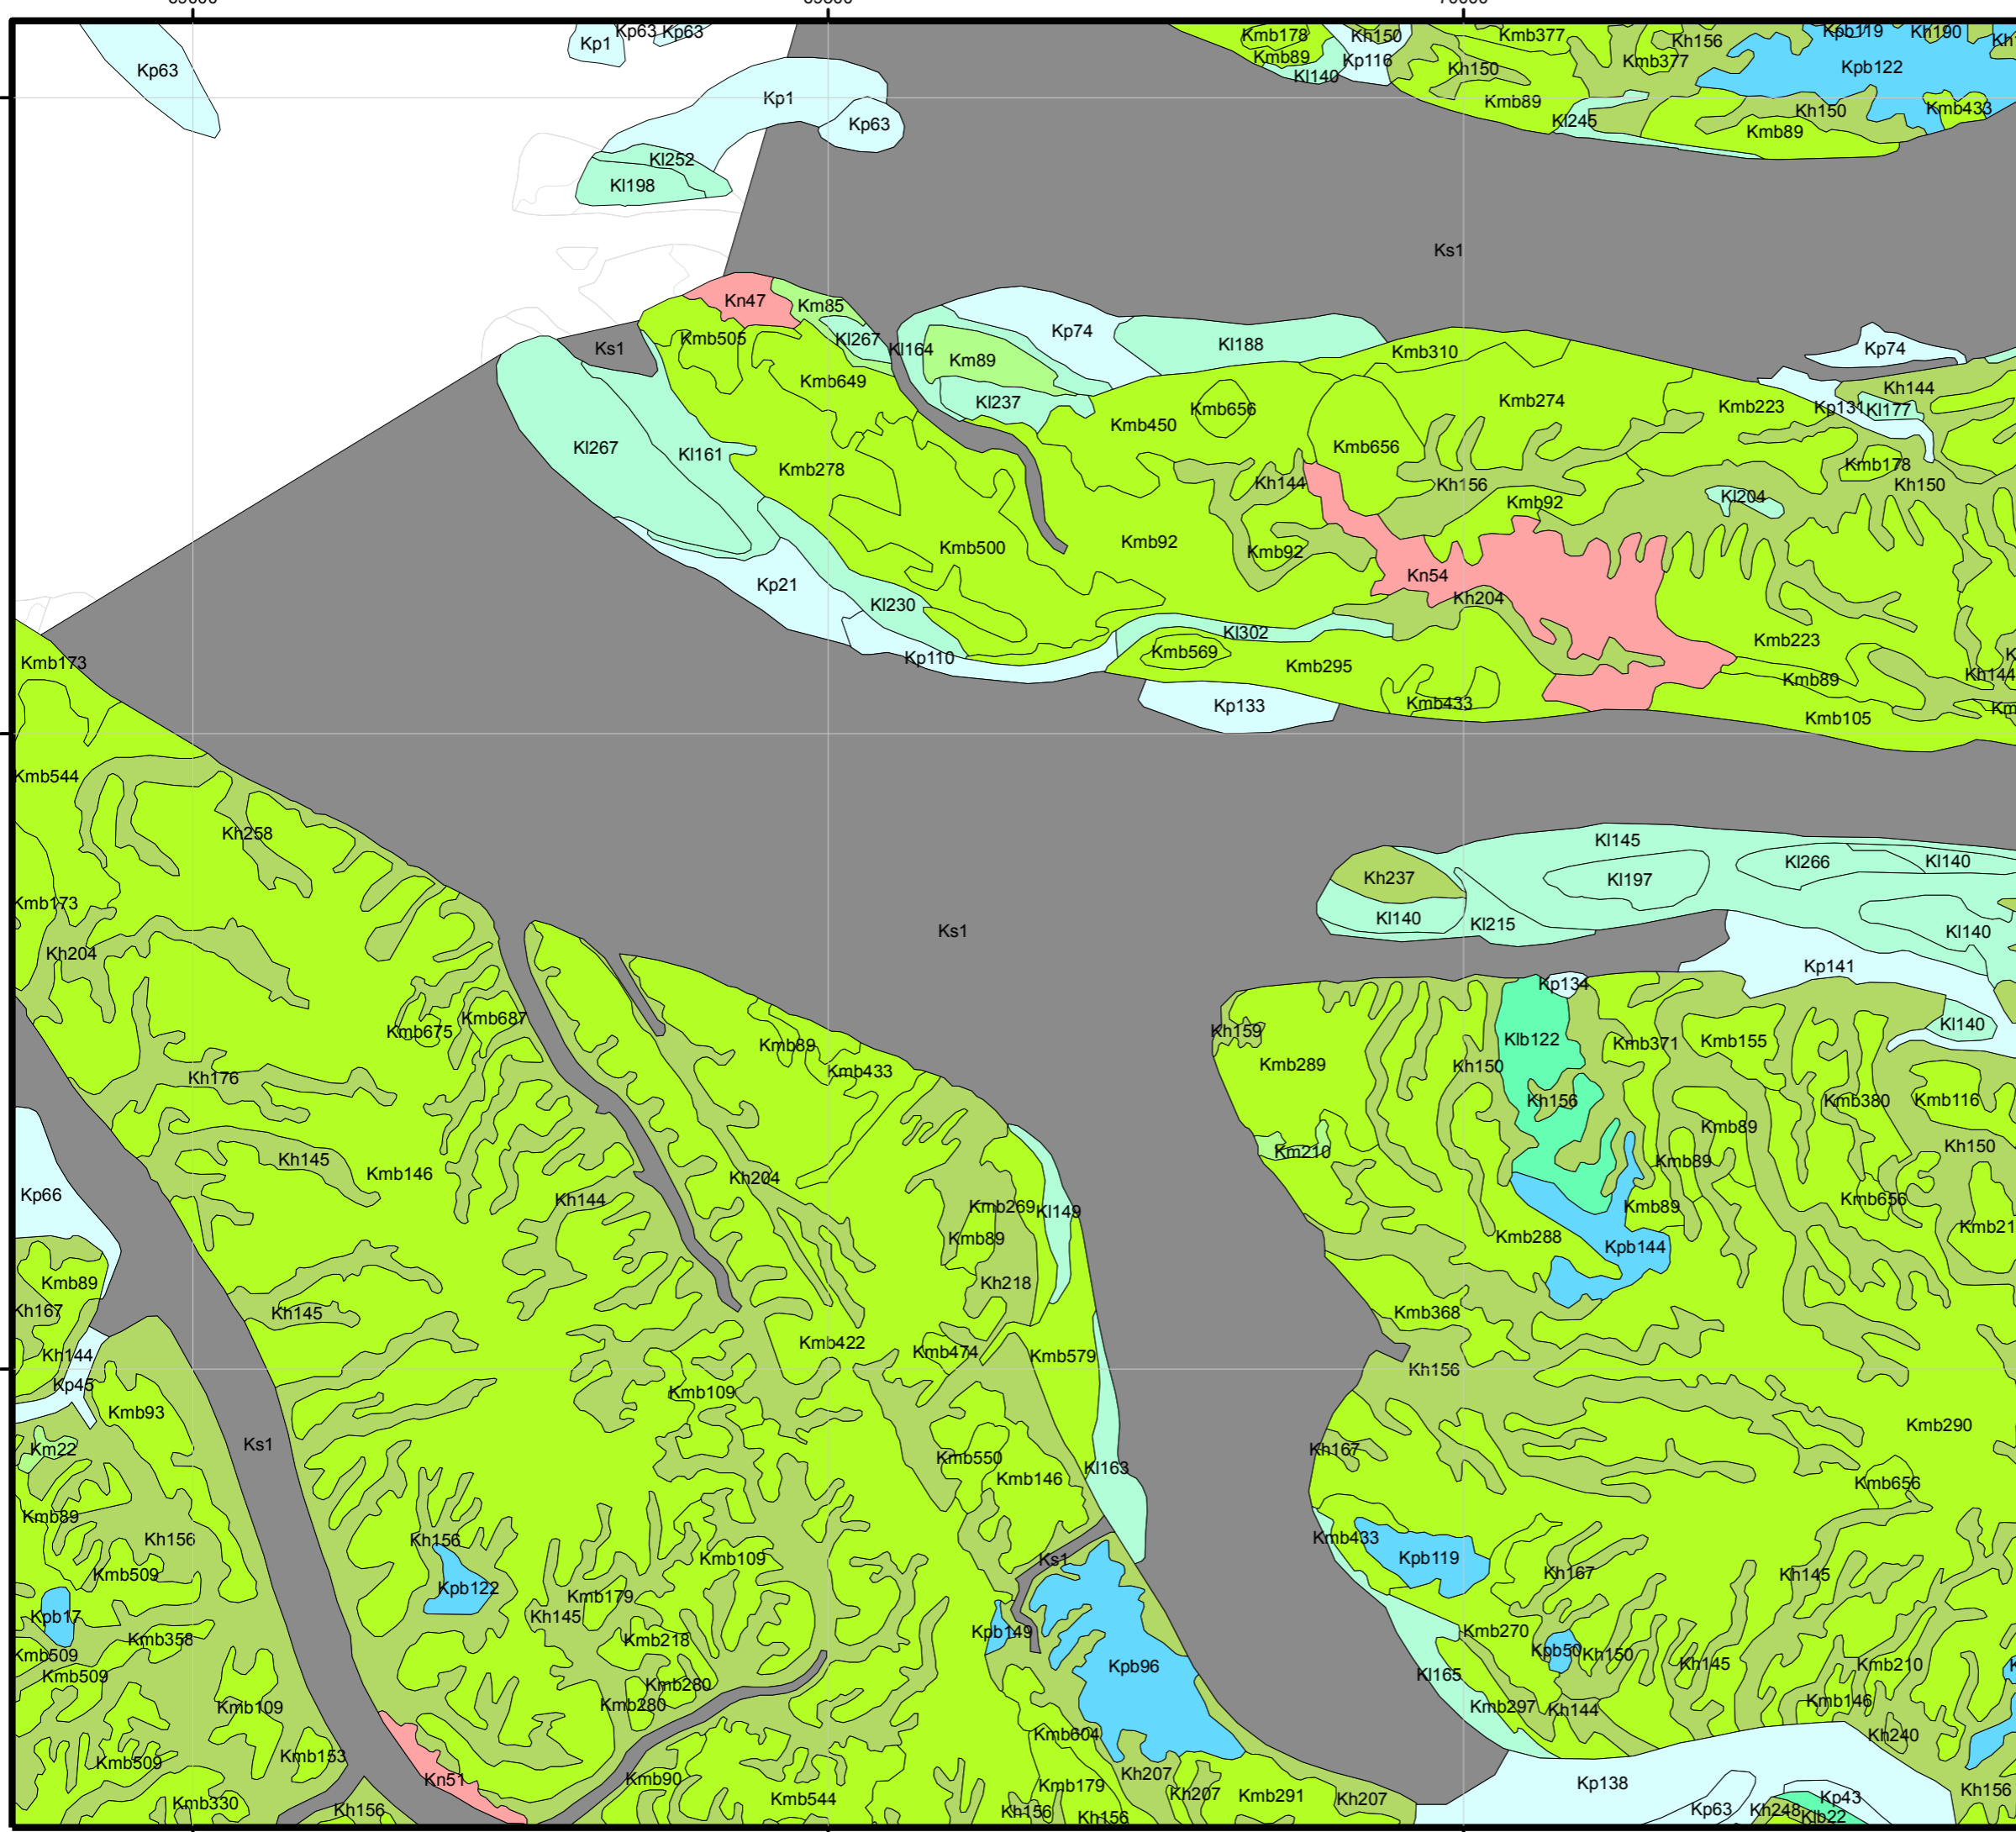 Kp63 Kp1 Kp63 Kp63 Kmb178 Kh150 Kmb377 Kh156 Kpb119 Kh190
Kmb89 Kp116 Kmb377 Kpb122
Kp63 Kl140 Kh150
Kp1 Kmb89 Kh150 Kmb433
Kp63 Kl245 Kmb89
Kl252
Kl198
Ks1
Kn47 Km85
Kmb505 Kl267 Kp74
Ks1 Kl164 Km89 Kl188 Kmb310 Kp74
Kmb649 Kh144
Kl237 Kmb656 Kmb274 Kmb223 Kp131 Kl177
Kmb450
Kl267 Kl161 Kmb656
Kmb278 Kmb178
Kh144 Kh156 Kh150
Kmb92 Kl204
Kmb500 Kmb92 Kmb92
Kp21 Kn54
Kl230 Kh204
Kl302 Kmb223
Kmb173 Kp110 Kmb569 Kmb295
Kmb89 Kh144
Kp133 Kmb433 Kmb105
Kmb544
Kh258 Kl145
Kl266 Kl140
Kh237 Kl197
Kmb173 Kl140 Kl215
Ks1 Kl140
Kh204 Kp141
Kp134
Kmb675 Kmb687 Kh159 Kl140
Kmb89 Klb122 Kmb371 Kmb155
Kh176 Kmb433 Kmb289 Kh150
Kh156 Kmb380 Kmb116
Kmb89
Kh145 Kmb146 Km210 Kmb89 Kh150
Kp66 Kh144 Kh204 Kmb269 Kl149 Kmb89 Kmb656
Kmb89 Kmb288 Kpb144
Kmb89 Kh218
Kh167 Kh145 Kmb368
Kh144 Kmb422 Kmb474 Kmb579
Kp45 Kmb109 Kh156
Kmb93 Kmb290
Km22 Ks1 Kmb550 Kl163 Kh167
Kmb146 Kmb656
Kmb89 Kh156 Kh156 Kmb433
Kmb109 Ks1 Kpb119
Kmb509 Kpb122 Kmb179 Kh167 Kh145
Kpb17 Kh145
Kmb358 Kmb218 Kpb149 Kmb270
Kmb509 Kpb96 Kpb50 Kh150 Kh145 Kmb210
Kmb509 Kmb280 Kl165
Kmb109 Kmb280 Kmb297 Kh144 Kmb146
Kmb604 Kh240
Kmb509 Kmb153
Kn51 Kmb90 Kmb179 Kh207 Kp138 Kh156
Kmb330 Kmb544 Kh207 Kmb291 Kh207 Kp43
Kh156 Kh156 Kh156 Kp63 Kh248 Klb22